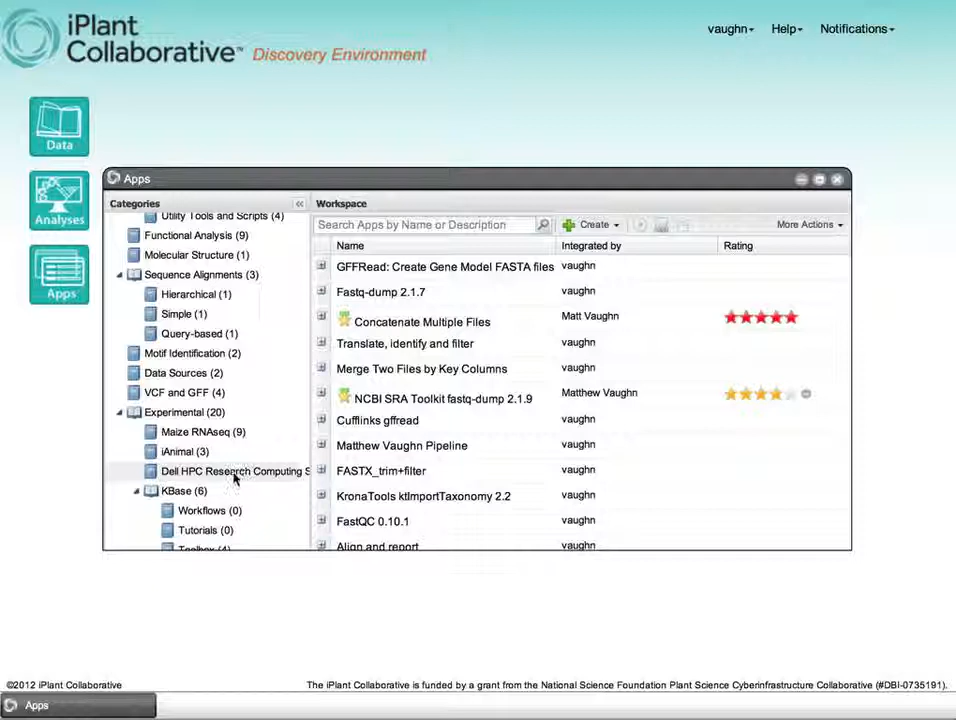 iPlant
Collaborative™ Discovery Environment
vaughn Help Notifications
Data
Analyses
Apps
Apps
Categories
Workspace
Utility Tools and Scripts (4)
Functional Analysis (9)
Molecular Structure (1)
Sequence Alignments (3)
Hierarchical (1)
Simple (1)
Query-based (1)
Motif Identification (2)
Data Sources (2)
VCF and GFF (4)
Experimental (20)
Maize RNAseq (9)
iAnimal (3)
Dell HPC Research Computing S
KBase (6)
Workflows (0)
Tutorials (0)
Toolbox (4)
Search Apps by Name or Description Create More Actions
Name Integrated by Rating
GFFRead: Create Gene Model FASTA files vaughn
Fastq-dump 2.1.7 vaughn
Concatenate Multiple Files Matt Vaughn
Translate, identify and filter vaughn
Merge Two Files by Key Columns vaughn
NCBI SRA Toolkit fastq-dump 2.1.9 Matthew Vaughn
Cufflinks gffread vaughn
Matthew Vaughn Pipeline vaughn
FASTX_trim+filter vaughn
KronaTools ktImportTaxonomy 2.2 vaughn
FastQC 0.10.1 vaughn
Align and report vaughn
©2012 iPlant Collaborative
The iPlant Collaborative is funded by a grant from the National Science Foundation Plant Science Cyberinfrastructure Collaborative (#DBI-0735191).
Apps